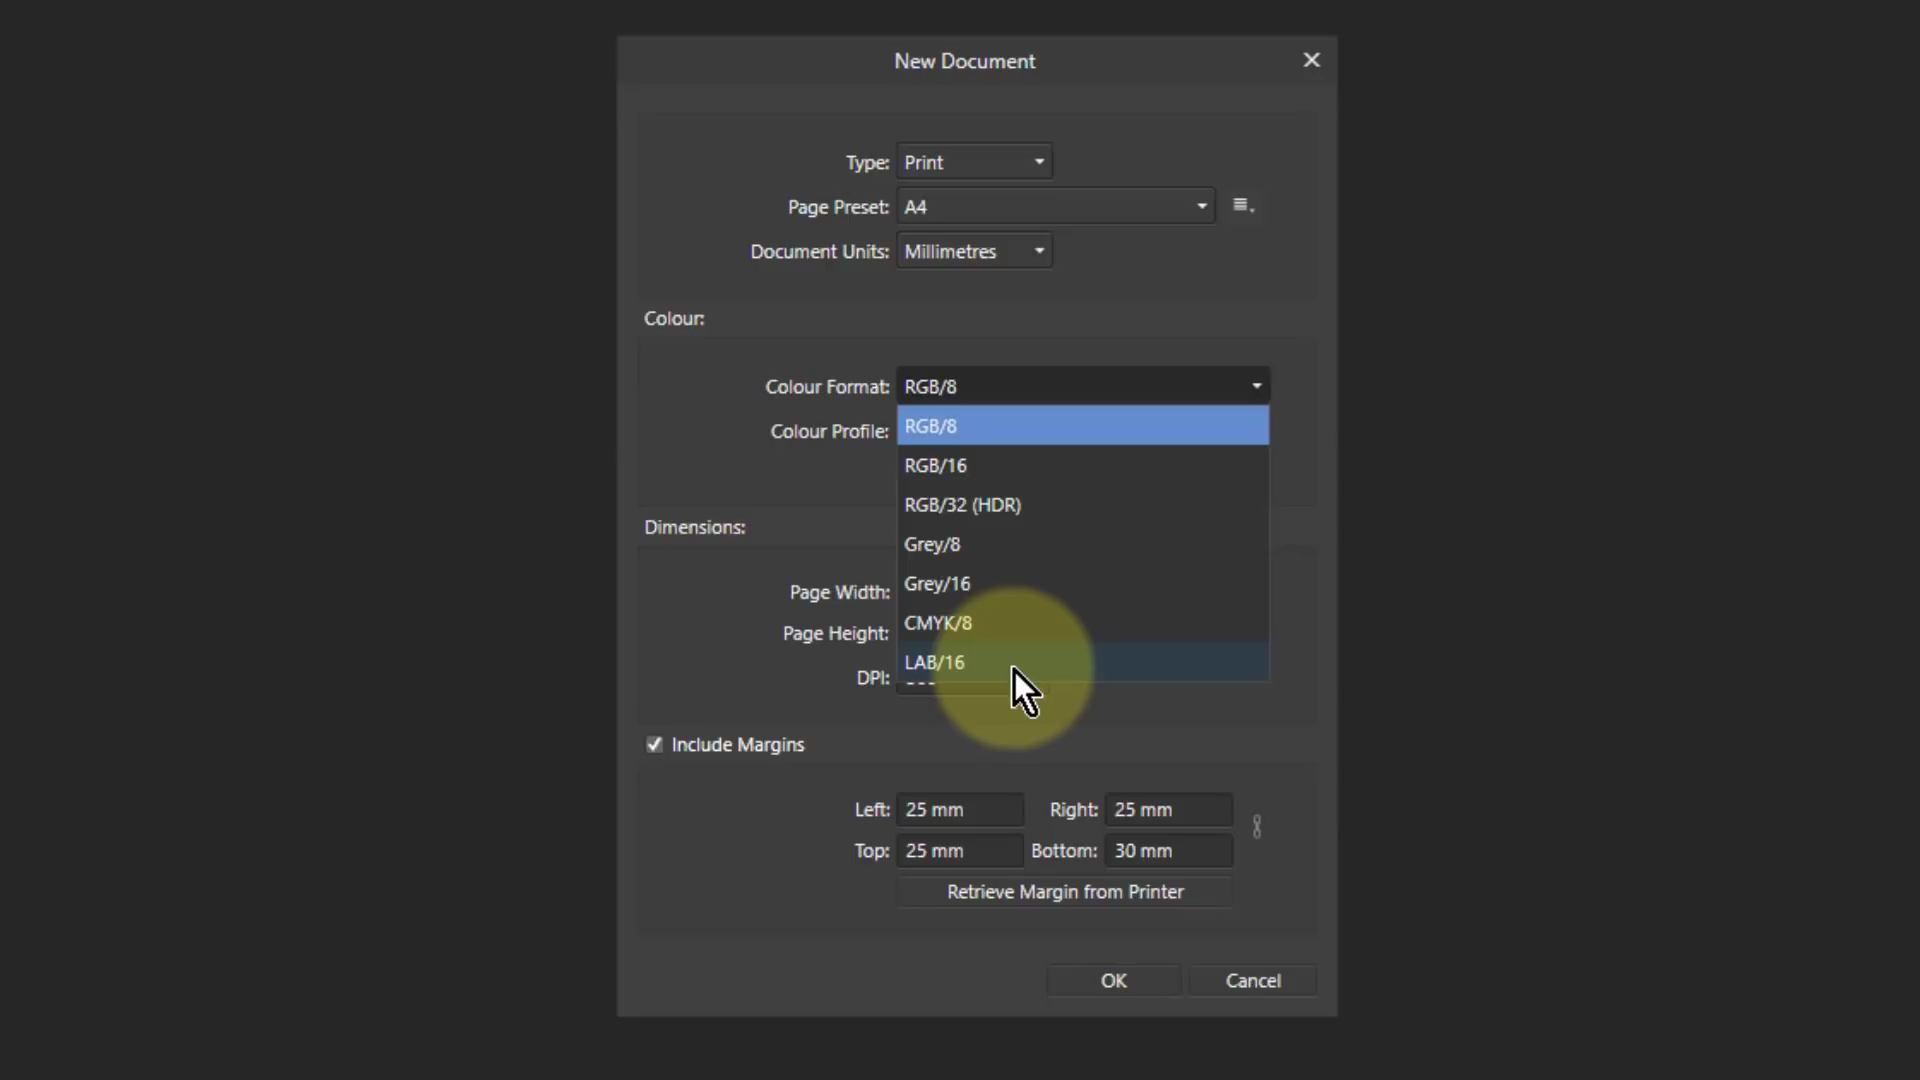 New Document
Type: Print
Page Preset: A4
Document Units: Millimetres
Colour:
Colour Format: RGB/8
Colour Profile: RGB/8
RGB/16
RGB/32 (HDR)
Dimensions:
Grey/8
Grey/16
Page Width:
CMYK/8
Page Height:
LAB/16
DPI:
Include Margins
Left: 25 mm Right: 25 mm
Top: 25 mm Bottom: 30 mm
Retrieve Margin from Printer
OK Cancel